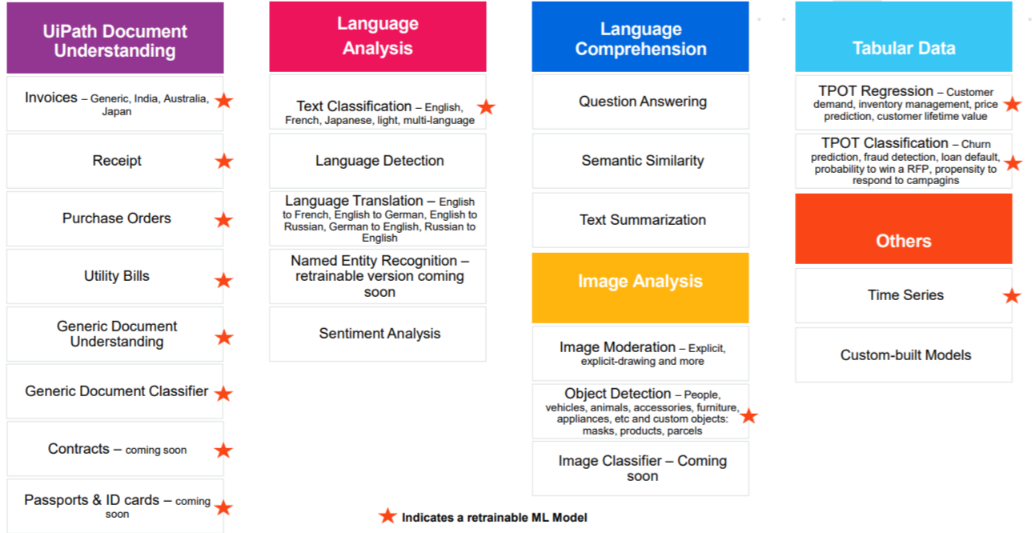 UiPath Document
Understanding
Invoices – Generic, India, Australia,
Japan
Receipt
Purchase Orders
Utility Bills
Generic Document
Understanding
Generic Document Classifier
Contracts – coming soon
Passports & ID cards – coming
soon
Language
Analysis
Text Classification – English,
French, Japanese, light, multi-language
Language Detection
Language Translation – English
to French, English to German, English to
Russian, German to English, Russian to
English
Named Entity Recognition –
retrainable version coming
soon
Sentiment Analysis
Language
Comprehension
Question Answering
Semantic Similarity
Text Summarization
Image Analysis
Image Moderation – Explicit,
explicit-drawing and more
Object Detection – People,
vehicles, animals, accessories, furniture,
appliances, etc and custom objects:
masks, products, parcels
Image Classifier – Coming
soon
Tabular Data
TPOT Regression – Customer
demand, inventory management, price
prediction, customer lifetime value
TPOT Classification – Churn
prediction, fraud detection, loan default,
probability to win a RFP, propensity to
respond to campagins
Others
Time Series
Custom-built Models
Indicates a retrainable ML Model